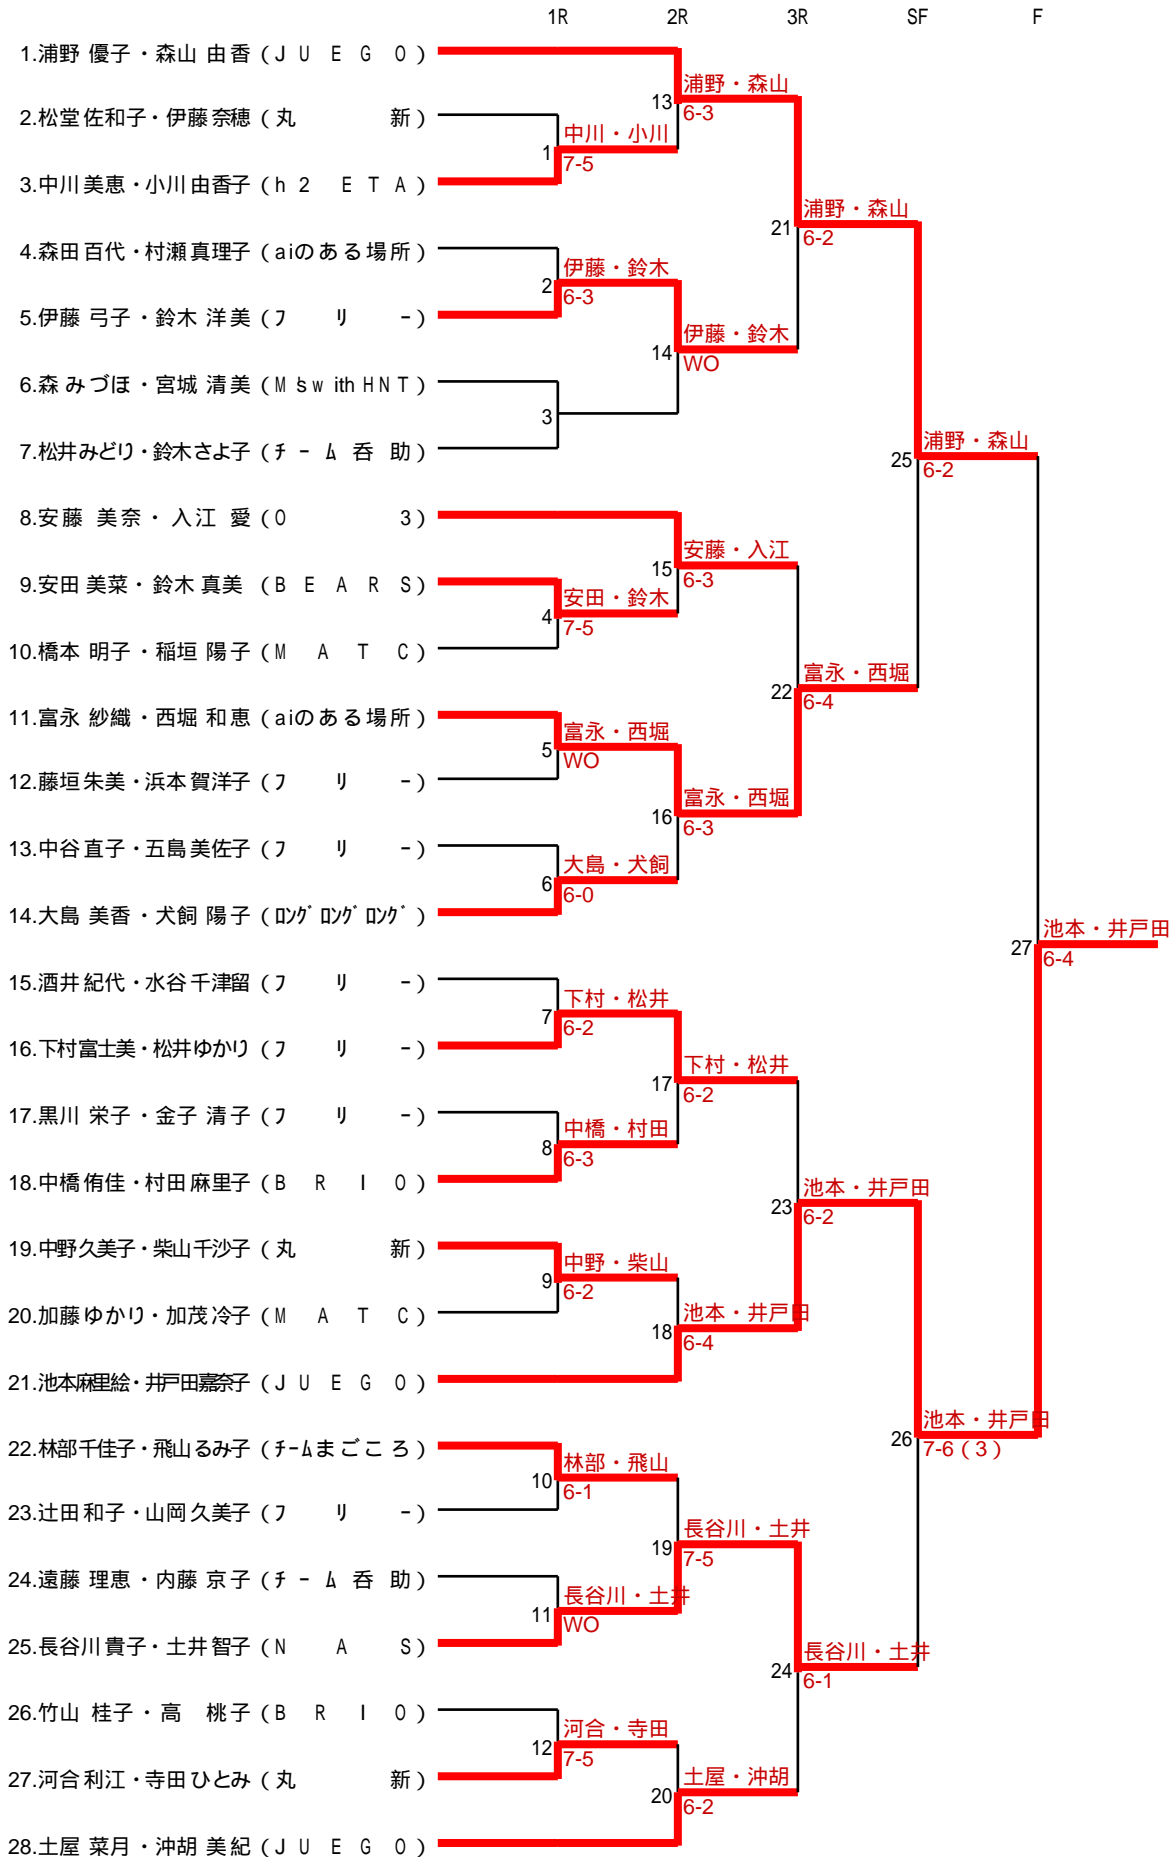 1R 2R 3R SF F
1.浦野 優子・森山 由香 (J U E G O)
浦野・森山
13
6-3
2.松堂佐和子・伊藤奈穂 (丸 新)
中川・小川
1
7-5
3.中川美恵・小川由香子 (h 2 E T A)
浦野・森山
21
6-2
4.森田百代・村瀬真理子 (aiのある場所)
伊藤・鈴木
2
6-3
5.伊藤 弓子・鈴木 洋美 (フ リ ー)
伊藤・鈴木
14
WO
6.森 みづほ・宮城 清美 (M's with HNT)
3
7.松井みどり・鈴木さよ子 (チ ー ム 呑 助)
浦野・森山
25
6-2
8.安藤 美奈・入江 愛 (0 3)
安藤・入江
15
6-3
9.安田 美菜・鈴木 真美 (B E A R S)
安田・鈴木
4
7-5
10.橋本 明子・稲垣 陽子 (M A T C)
富永・西堀
22
6-4
11.富永 紗織・西堀 和恵 (aiのある場所)
富永・西堀
5
WO
12.藤垣朱美・浜本賀洋子 (フ リ ー)
富永・西堀
16
6-3
13.中谷直子・五島美佐子 (フ リ ー)
大島・犬飼
6
6-0
14.大島 美香・犬飼 陽子 (ロング ロング ロング)
池本・井戸田
27
6-4
15.酒井紀代・水谷千津留 (フ リ ー)
下村・松井
7
6-2
16.下村富士美・松井ゆかり (フ リ ー)
下村・松井
17
6-2
17.黒川 栄子・金子 清子 (フ リ ー)
中橋・村田
8
6-3
18.中橋侑佳・村田麻里子 (B R I O)
池本・井戸田
23
6-2
19.中野久美子・柴山千沙子 (丸 新)
中野・柴山
9
6-2
20.加藤ゆかり・加茂冷子 (M A T C)
池本・井戸田
18
6-4
21.池本麻里絵・井戸田嘉奈子 (J U E G O)
池本・井戸田
26
7-6 (3)
22.林部千佳子・飛山るみ子 (チームまごころ)
林部・飛山
10
6-1
23.辻田和子・山岡久美子 (フ リ ー)
長谷川・土井
19
7-5
24.遠藤 理恵・内藤 京子 (チ ー ム 呑 助)
長谷川・土井
11
WO
25.長谷川貴子・土井智子 (N A S)
長谷川・土井
24
6-1
26.竹山 桂子・高 桃子 (B R I O)
河合・寺田
12
7-5
27.河合利江・寺田ひとみ (丸 新)
土屋・沖胡
20
6-2
28.土屋 菜月・沖胡 美紀 (J U E G O)